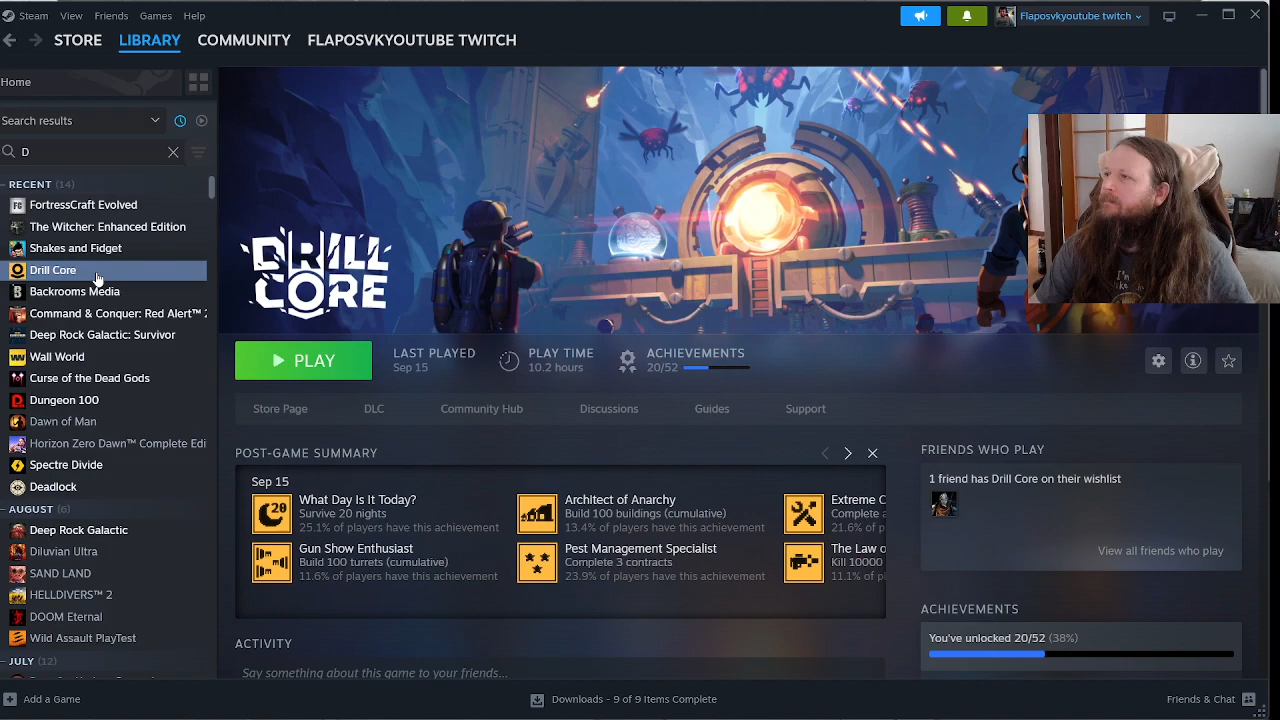 Steam View Friends Games Help
Flaposvkyoutube twitch
STORE LIBRARY COMMUNITY FLAPOSVKYOUTUBE TWITCH
Home
Search results
D
RECENT (14)
FortressCraft Evolved
The Witcher: Enhanced Edition
Shakes and Fidget
Drill Core
Backrooms Media
Command & Conquer: Red Alert™ 2
Deep Rock Galactic: Survivor
Wall World
Curse of the Dead Gods
Dungeon 100
Dawn of Man
Horizon Zero Dawn™ Complete Edi
Spectre Divide
Deadlock
AUGUST (6)
Deep Rock Galactic
Diluvian Ultra
SAND LAND
HELLDIVERS™ 2
DOOM Eternal
Wild Assault PlayTest
JULY (12)
DRILL
CORE
PLAY
LAST PLAYED
Sep 15
PLAY TIME
10.2 hours
ACHIEVEMENTS
20/52
Store Page DLC Community Hub Discussions Guides Support
POST-GAME SUMMARY
Sep 15
What Day Is It Today?
Survive 20 nights
25.1% of players have this achievement
Architect of Anarchy
Build 100 buildings (cumulative)
13.4% of players have this achievement
Extreme C
Complete
21.6% of p
Gun Show Enthusiast
Build 100 turrets (cumulative)
11.6% of players have this achievement
Pest Management Specialist
Complete 3 contracts
23.9% of players have this achievement
The Law o
Kill 10000
11.1% of p
ACTIVITY
Say something about this game to your friends...
FRIENDS WHO PLAY
1 friend has Drill Core on their wishlist
View all friends who play
ACHIEVEMENTS
You've unlocked 20/52 (38%)
Add a Game
Downloads - 9 of 9 Items Complete
Friends & Chat